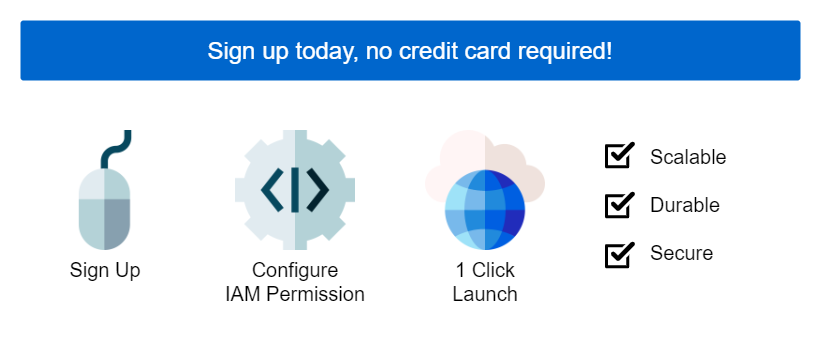 Sign up today, no credit card required!
Sign Up
Configure
IAM Permission
1 Click
Launch
Scalable
Durable
Secure